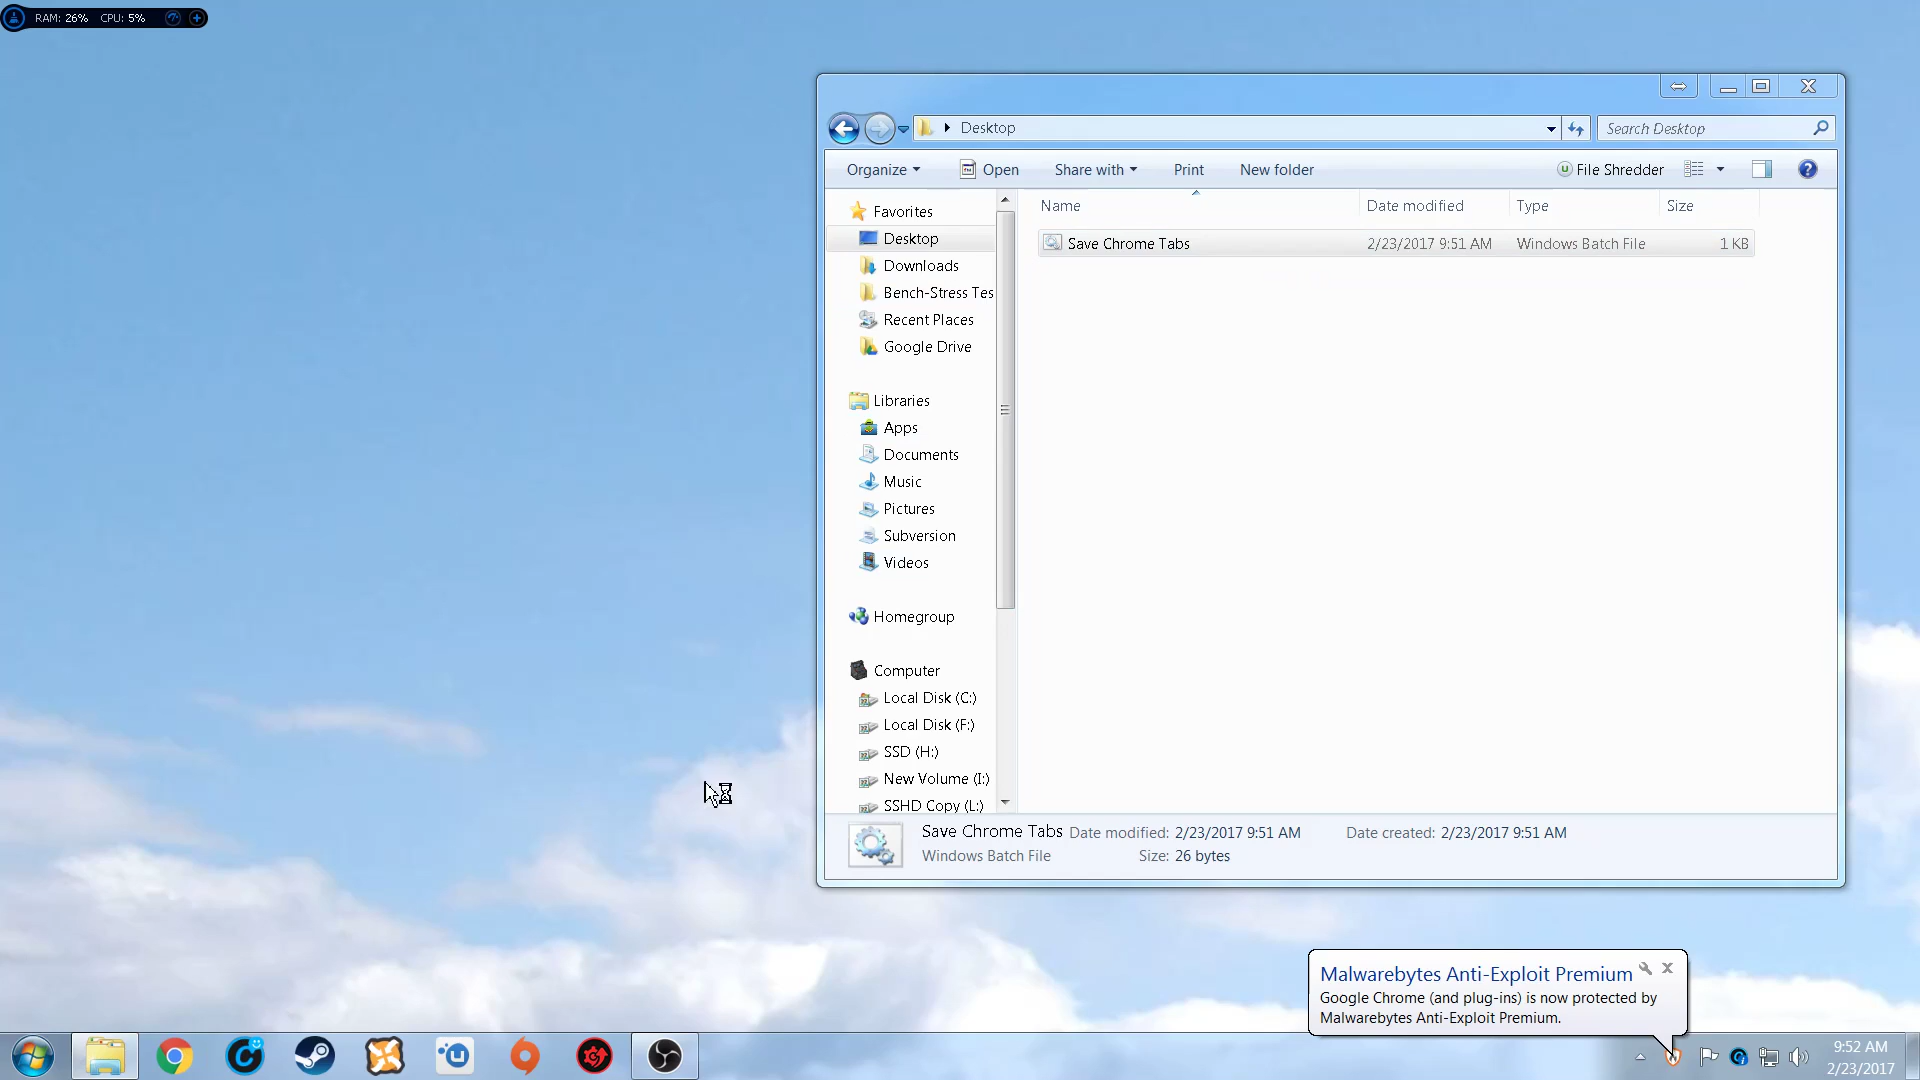 RAM: 26% CPU: 5%
Desktop
Search Desktop
Organize Open Share with Print New folder File Shredder
Name Date modified Type Size
Save Chrome Tabs 2/23/2017 9:51 AM Windows Batch File 1 KB
Favorites
Desktop
Downloads
Bench-Stress Tes
Recent Places
Google Drive
Libraries
Apps
Documents
Music
Pictures
Subversion
Videos
Homegroup
Computer
Local Disk (C:)
Local Disk (F:)
SSD (H:)
New Volume (I:)
SSHD Copy (L:)
Save Chrome Tabs Date modified: 2/23/2017 9:51 AM Date created: 2/23/2017 9:51 AM
Windows Batch File Size: 26 bytes
Malwarebytes Anti-Exploit Premium
Google Chrome (and plug-ins) is now protected by
Malwarebytes Anti-Exploit Premium.
9:52 AM
2/23/2017